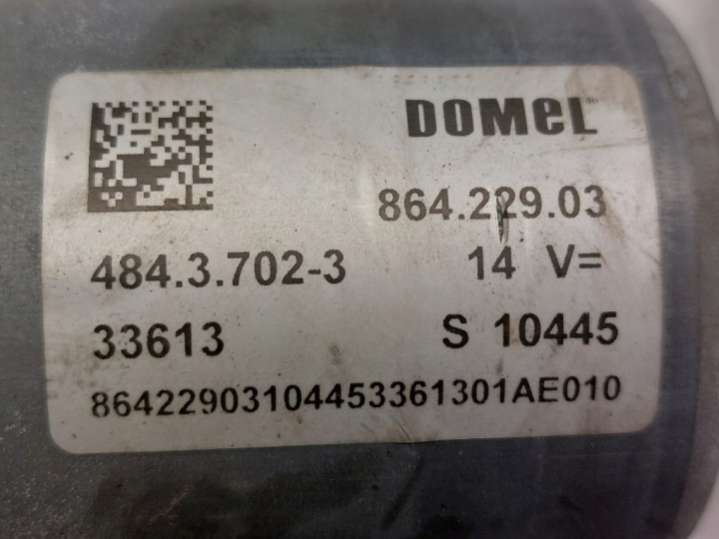 DOMeL
864.229.03
484.3.702-3 14 V=
33613 S 10445
86422903104453361301AE010